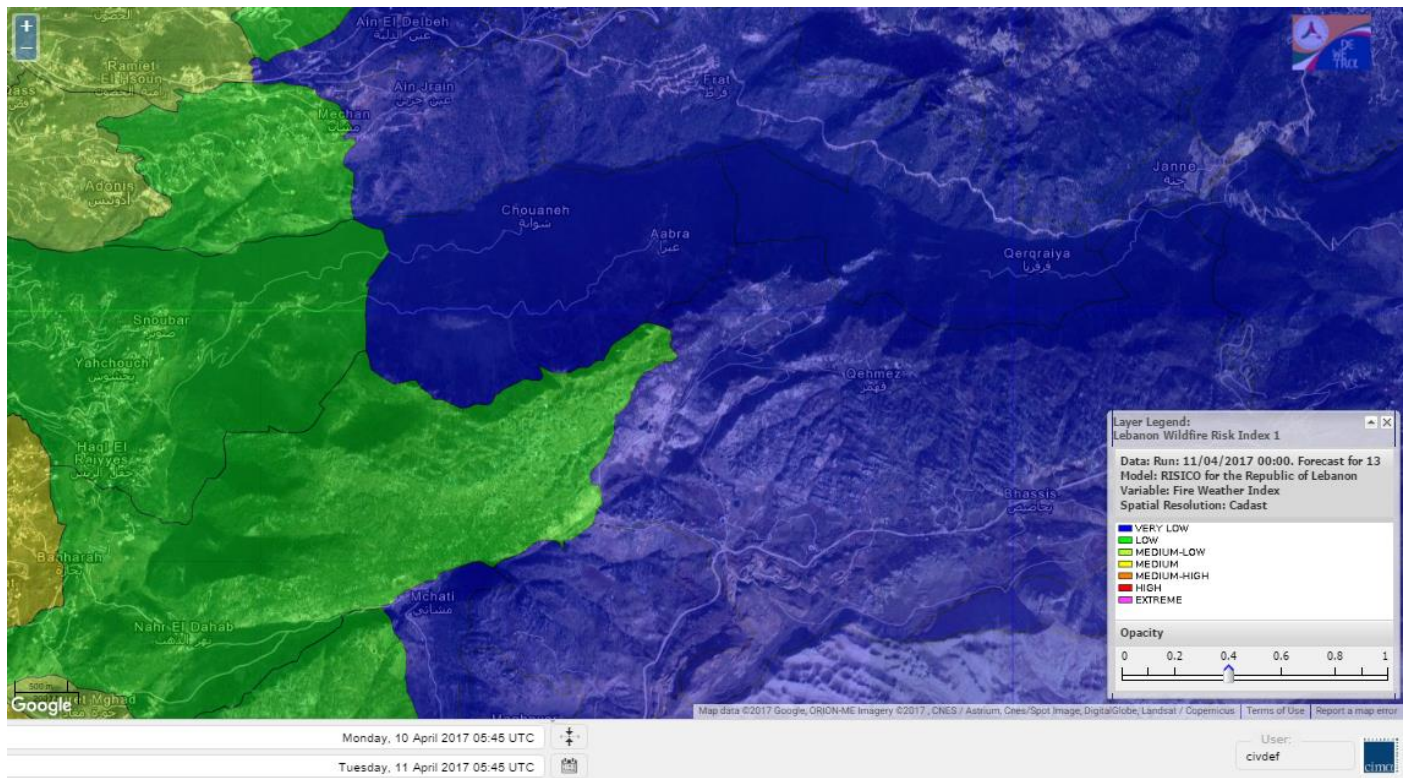 +
−
Ain El Delbeh
عين الدلبة
Ramiet
El Hsoun
Ain Jrain
عين جرين
Frat
فرط
Mechan
مشان
Adonis
أدونيس
Janne
جنة
Chouaneh
شوانة
Aabra
عبرا
Qerqraiya
Snoubar
صنوبر
Yahchouch
يحشوش
Qehmez
قهمز
Haql El
Raiyyes
حقل الريس
Bhassis
بحاصيص
Mchati
مشاتي
Nahr El Dahab
نهر الذهب
500 m
Google
Layer Legend:
Lebanon Wildfire Risk Index 1
Data: Run: 11/04/2017 00:00. Forecast for 13
Model: RISICO for the Republic of Lebanon
Variable: Fire Weather Index
Spatial Resolution: Cadast
VERY LOW
LOW
MEDIUM-LOW
MEDIUM
MEDIUM-HIGH
HIGH
EXTREME
Opacity
0 0.2 0.4 0.6 0.8 1
Map data ©2017 Google, ORION-ME Imagery ©2017 , CNES / Astrium, Cnes/Spot Image, DigitalGlobe, Landsat / Copernicus Terms of Use Report a map error
Monday, 10 April 2017 05:45 UTC
Tuesday, 11 April 2017 05:45 UTC
User:
civdef
cima